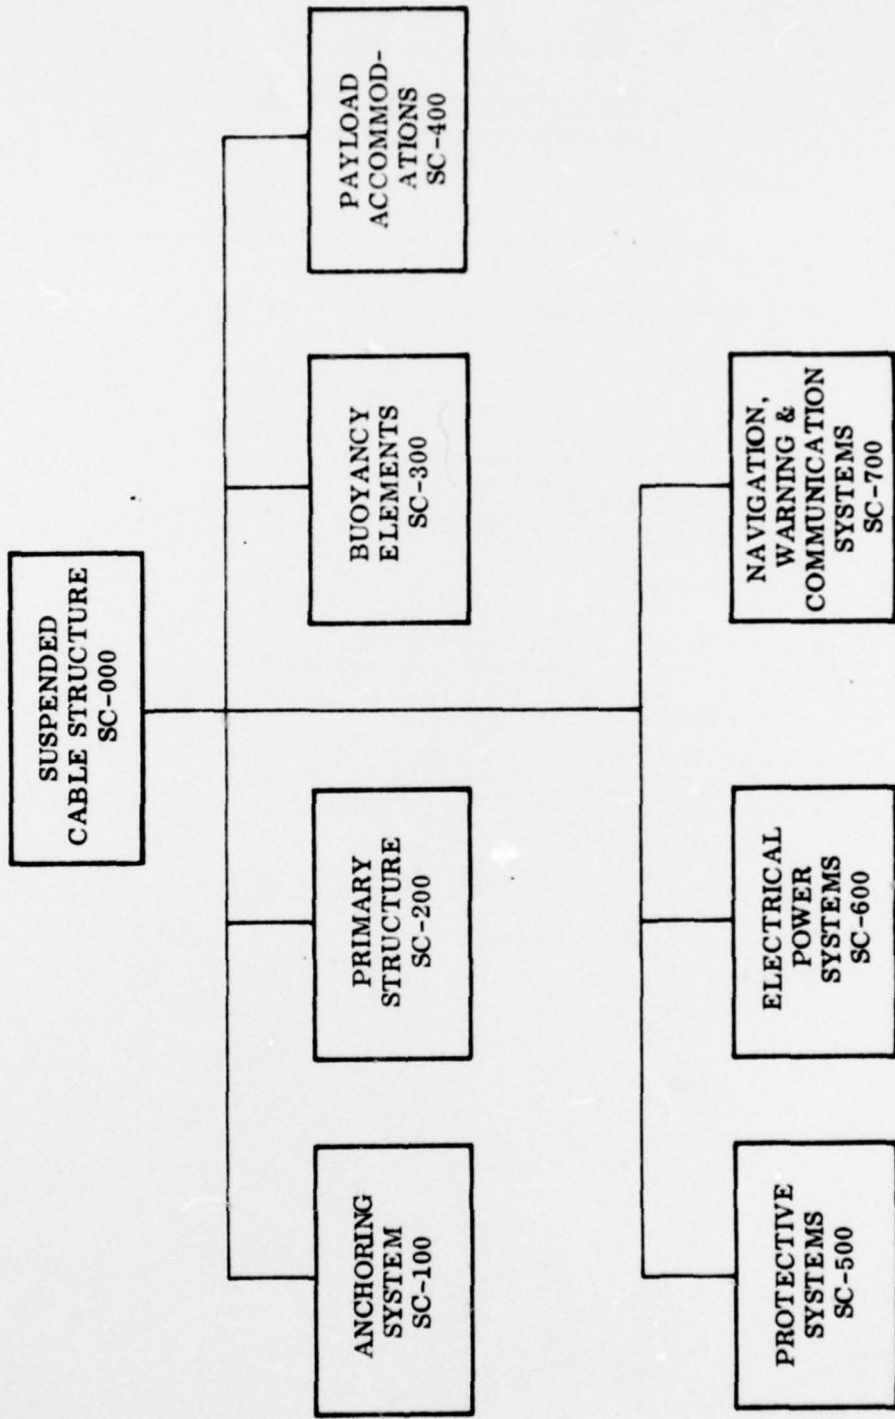 SUSPENDED
CABLE STRUCTURE
SC-000
ANCHORING
SYSTEM
SC-100
PRIMARY
STRUCTURE
SC-200
BUOYANCY
ELEMENTS
SC-300
PAYLOAD
ACCOMMOD-
ATIONS
SC-400
PROTECTIVE
SYSTEMS
SC-500
ELECTRICAL
POWER
SYSTEMS
SC-600
NAVIGATION,
WARNING &
COMMUNICATION
SYSTEMS
SC-700